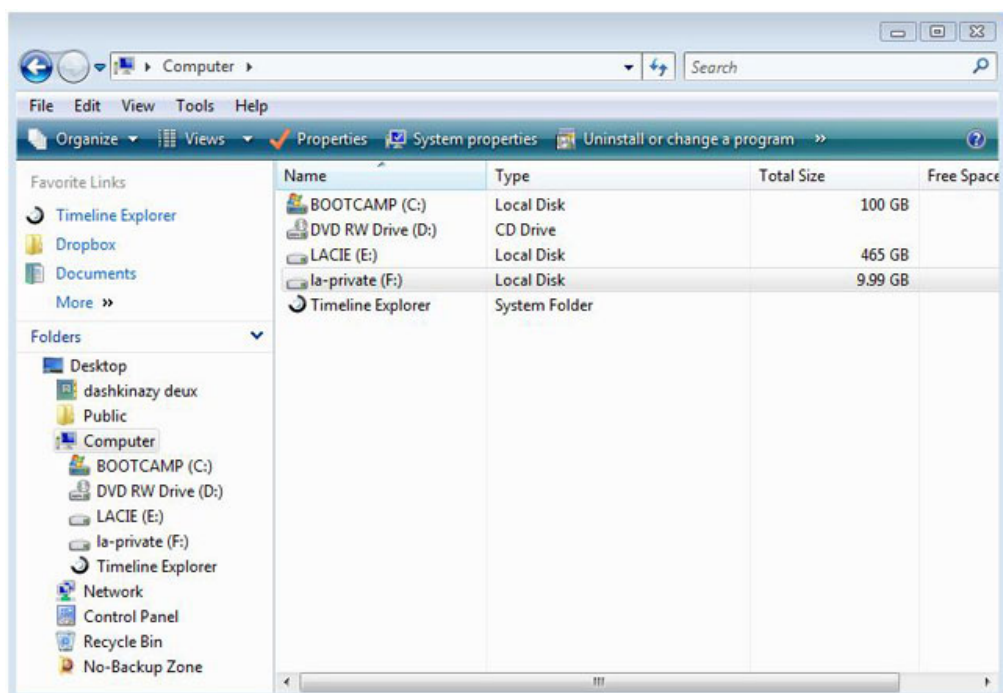 Computer
Search
File Edit View Tools Help
Organize Views Properties System properties Uninstall or change a program »
Favorite Links
Timeline Explorer
Dropbox
Documents
More »
Folders
Desktop
dashkinazy deux
Public
Computer
BOOTCAMP (C:)
DVD RW Drive (D:)
LACIE (E:)
la-private (F:)
Timeline Explorer
Network
Control Panel
Recycle Bin
No-Backup Zone
Name Type Total Size Free Space
BOOTCAMP (C:) Local Disk 100 GB
DVD RW Drive (D:) CD Drive
LACIE (E:) Local Disk 465 GB
la-private (F:) Local Disk 9.99 GB
Timeline Explorer System Folder